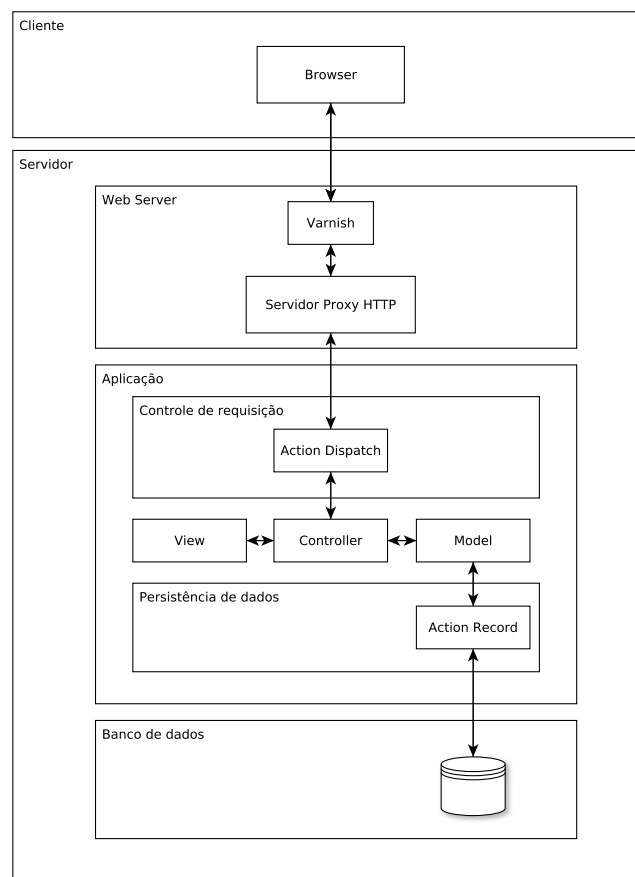 Cliente
Browser
Servidor
Web Server
Varnish
Servidor Proxy HTTP
Aplicação
Controle de requisição
Action Dispatch
View
Controller
Model
Persistência de dados
Action Record
Banco de dados